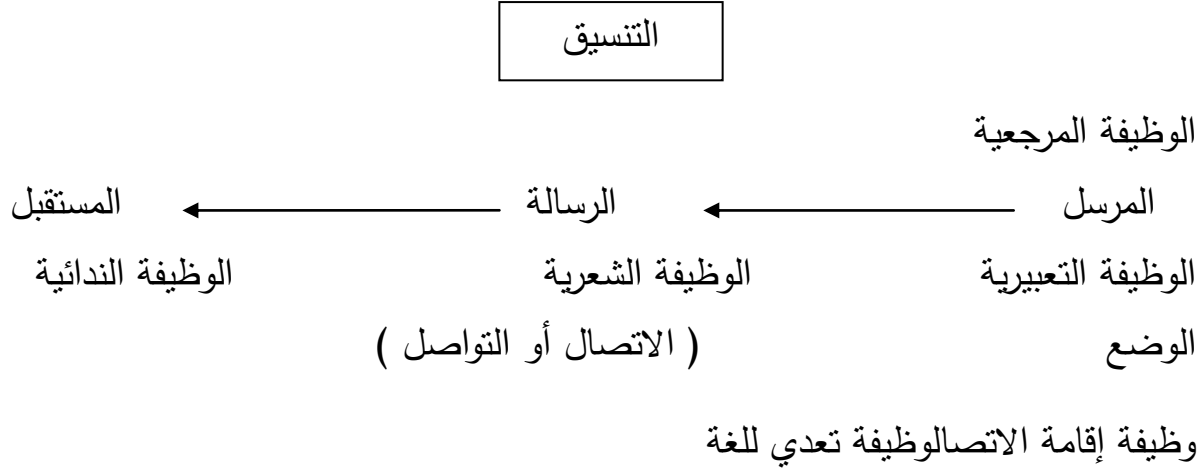 التنسيق
الوظيفة المرجعية
المرسل الرسالة المستقبل
الوظيفة التعبيرية الوظيفة الشعرية الوظيفة الندائية
الوضع ( الاتصال أو التواصل )
وظيفة إقامة الاتصالوظيفة تعدي للغة